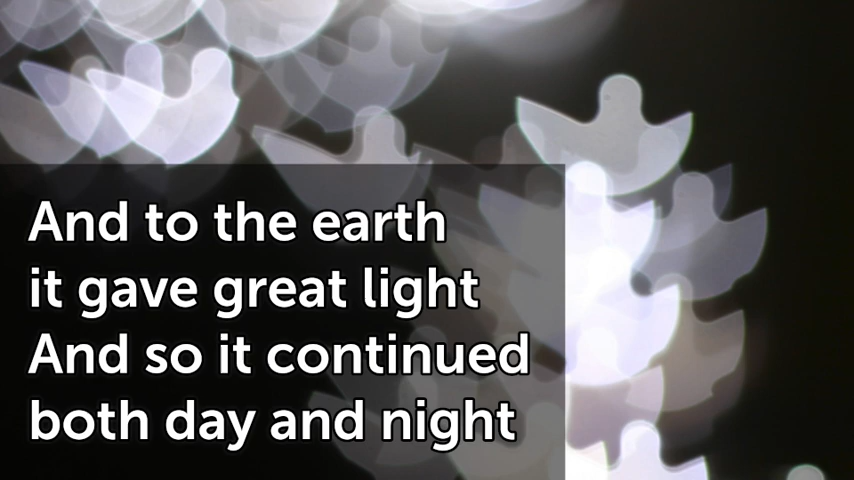 And to the earth
it gave great light
And so it continued
both day and night